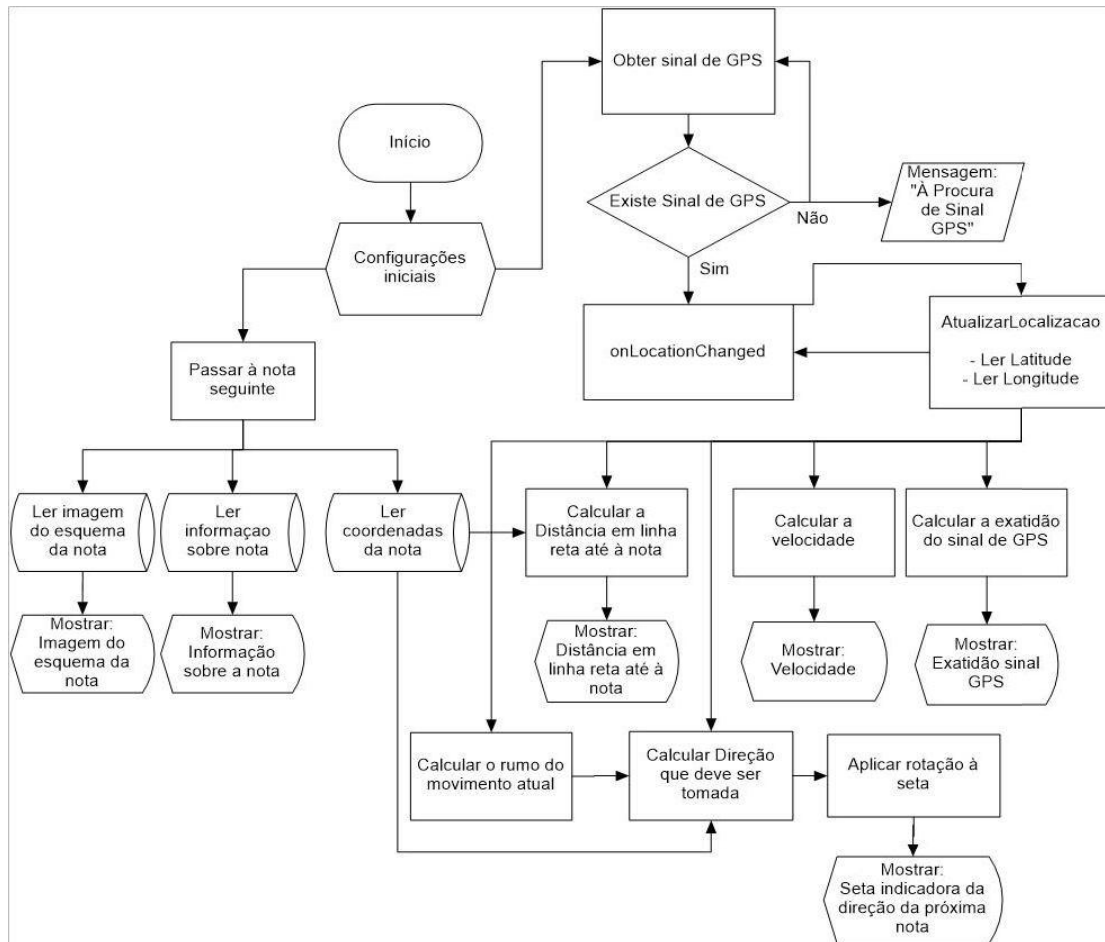 Obter sinal de GPS
Início
Existe Sinal de GPS
Não
Mensagem:
"À Procura
de Sinal
GPS"
Configurações
iniciais
Sim
onLocationChanged
AtualizarLocalizacao
- Ler Latitude
- Ler Longitude
Passar à nota
seguinte
Ler imagem
do esquema
da nota
Ler
informaçao
sobre nota
Ler
coordenadas
da nota
Calcular a
Distância em linha
reta até à nota
Calcular a
velocidade
Calcular a exatidão
do sinal de GPS
Mostrar:
Imagem do
esquema da
nota
Mostrar:
Informação
sobre a nota
Mostrar:
Distância em
linha reta até à
nota
Mostrar:
Velocidade
Mostrar:
Exatidão sinal
GPS
Calcular o rumo do
movimento atual
Calcular Direção
que deve ser
tomada
Aplicar rotação à
seta
Mostrar:
Seta indicadora da
direção da próxima
nota